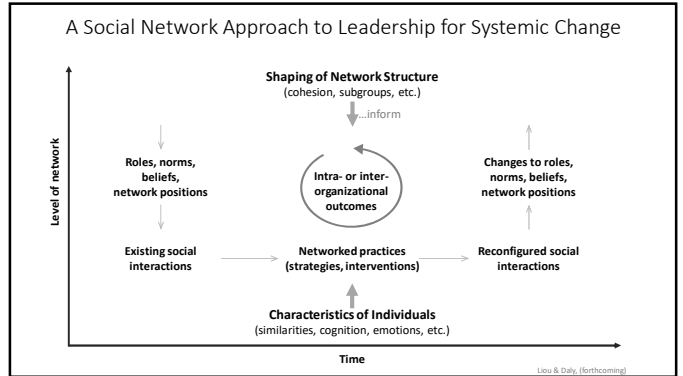 A Social Network Approach to Leadership for Systemic Change
Shaping of Network Structure
(cohesion, subgroups, etc.)
...inform
Roles, norms,
beliefs,
network positions
Intra- or inter-
organizational
outcomes
Changes to roles,
norms, beliefs,
network positions
Level of network
Existing social
interactions
Networked practices
(strategies, interventions)
Reconfigured social
interactions
Characteristics of Individuals
(similarities, cognition, emotions, etc.)
Time
Liou & Daly, (forthcoming)